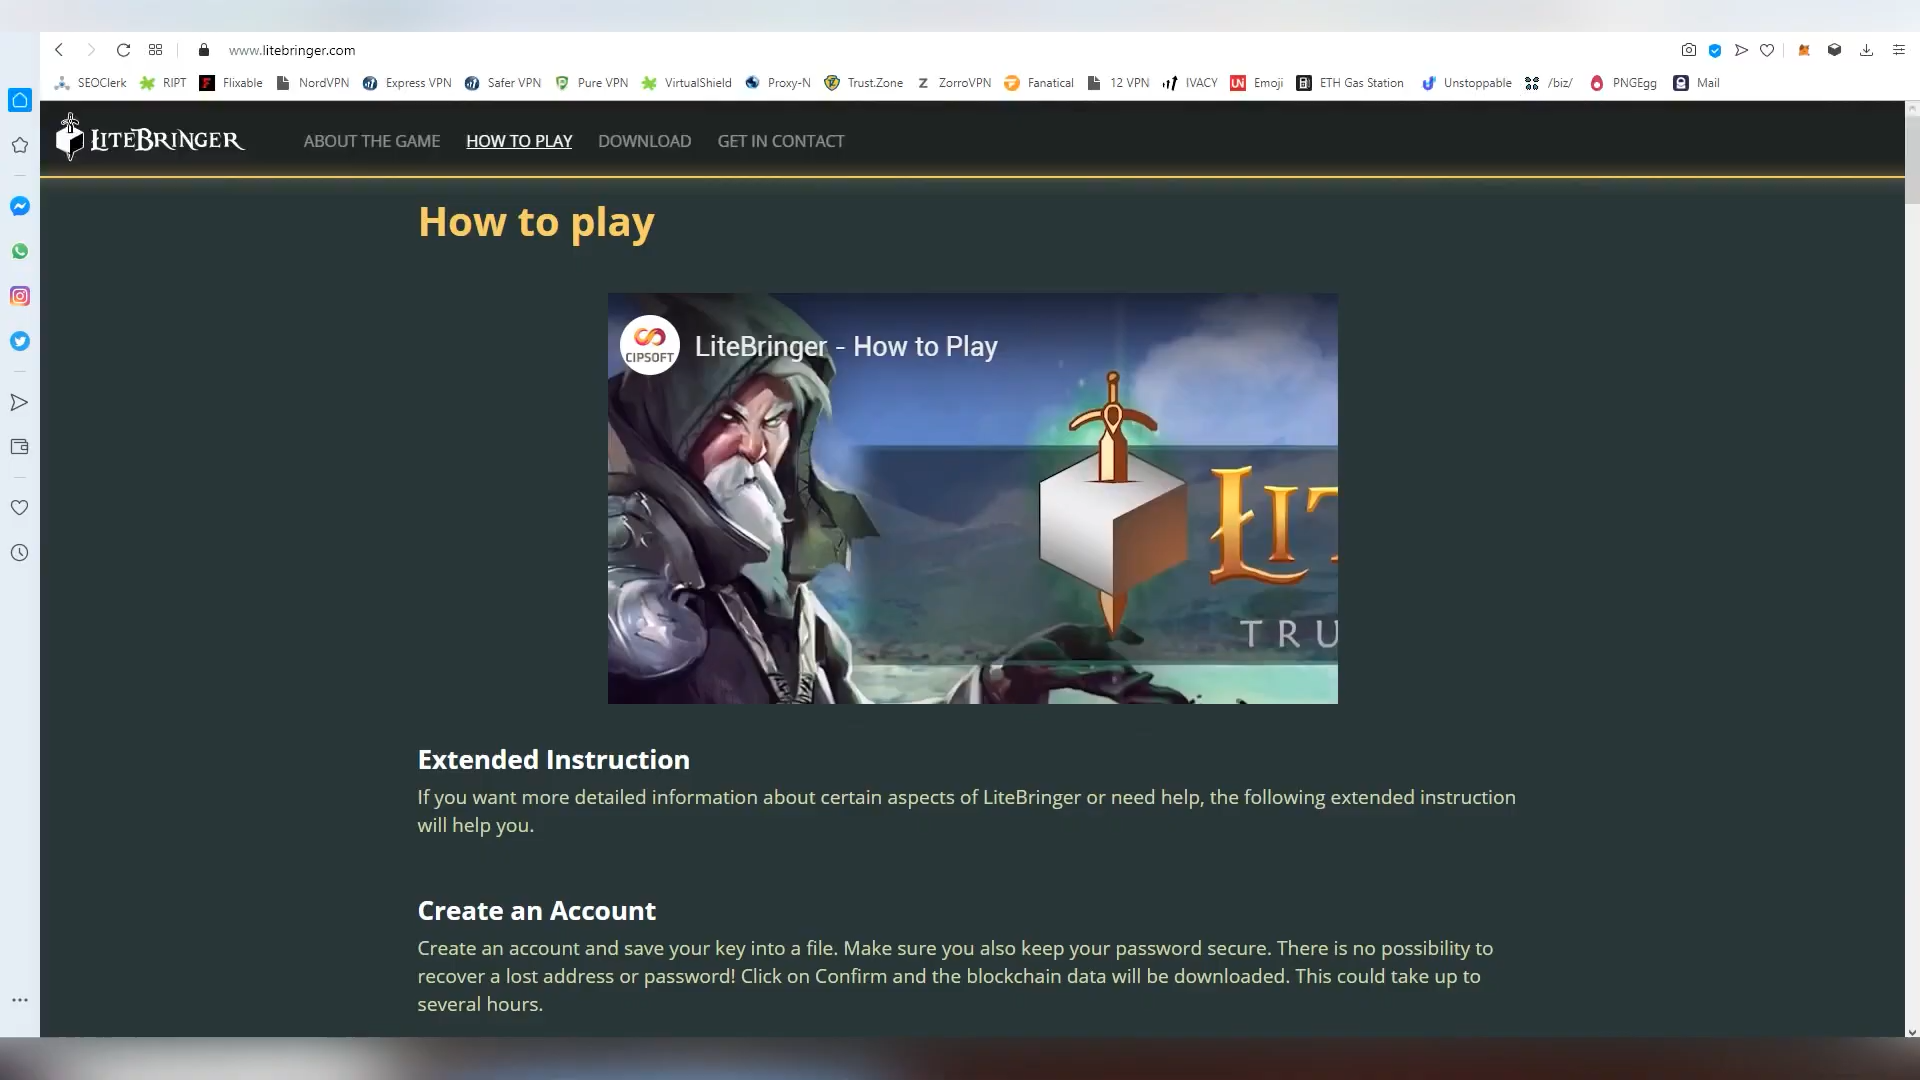 www.litebringer.com
SEOClerk RIPT Flixable NordVPN Express VPN Safer VPN Pure VPN VirtualShield Proxy-N Trust.Zone ZorroVPN Fanatical 12 VPN IVACY UN Emoji ETH Gas Station Unstoppable /biz/ PNGEgg Mail
LITEBRINGER ABOUT THE GAME HOW TO PLAY DOWNLOAD GET IN CONTACT
How to play
CIPSOFT LiteBringer - How to Play
LIT
TRU
Extended Instruction
If you want more detailed information about certain aspects of LiteBringer or need help, the following extended instruction
will help you.
Create an Account
Create an account and save your key into a file. Make sure you also keep your password secure. There is no possibility to
recover a lost address or password! Click on Confirm and the blockchain data will be downloaded. This could take up to
several hours.